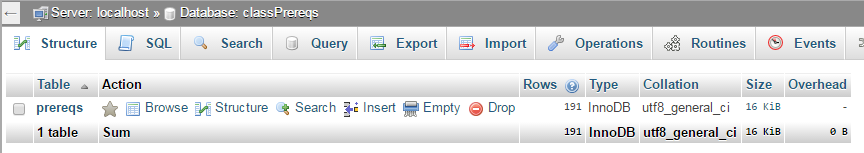 Server: localhost » Database: classPrereqs
Structure SQL Search Query Export Import Operations Routines Events
Table Action Rows Type Collation Size Overhead
prereqs Browse Structure Search Insert Empty Drop 191 InnoDB utf8_general_ci 16 KiB -
1 table Sum 191 InnoDB utf8_general_ci 16 KiB 0 B